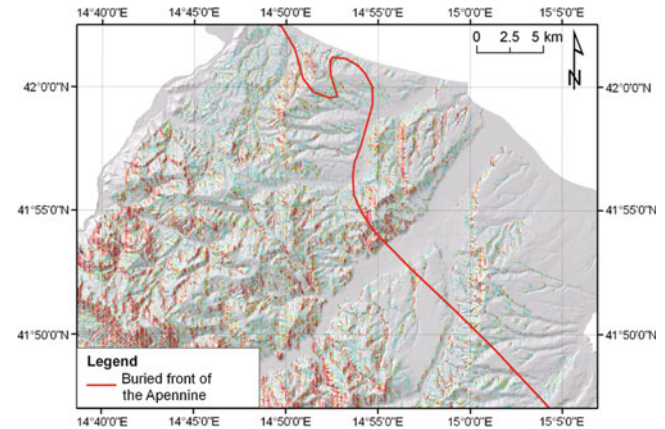 14°40'0"E 14°45'0"E 14°50'0"E 14°55'0"E 15°0'0"E 15°5'0"E
0 2.5 5 km
N
42°0'0"N 42°0'0"N
41°55'0"N 41°55'0"N
41°50'0"N 41°50'0"N
Legend
Buried front of
the Apennine
14°40'0"E 14°45'0"E 14°50'0"E 14°55'0"E 15°0'0"E 15°5'0"E